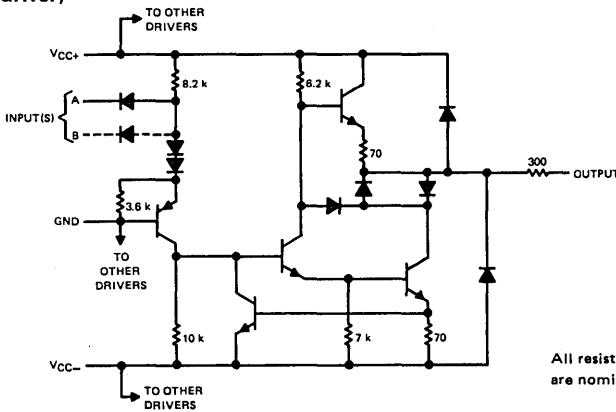 TO OTHER
DRIVERS
VCC+
8.2 k
6.2 k
A
INPUT(S)
B
70
300
OUTPUT
3.6 k
GND
TO
OTHER
DRIVERS
10 k
7 k
70
VCC–
All resist
are nomi
TO OTHER
DRIVERS